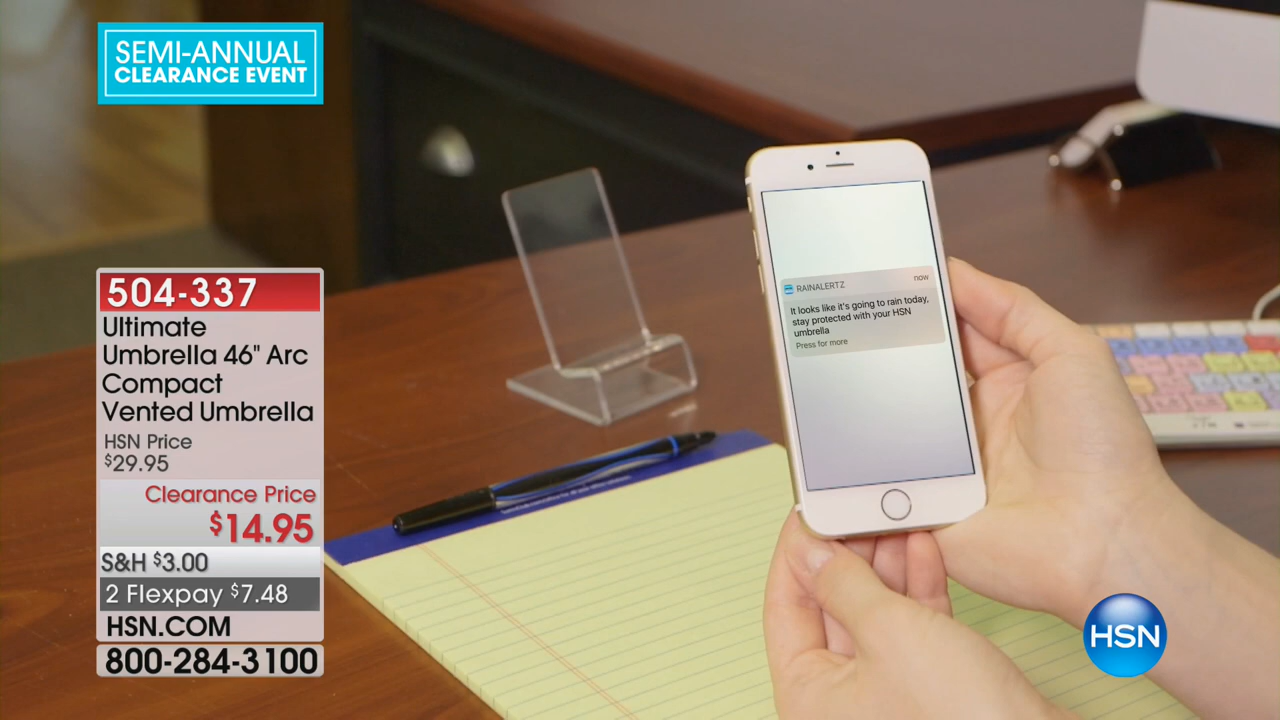 SEMI-ANNUAL
CLEARANCE EVENT
504-337
Ultimate
Umbrella 46" Arc
Compact
Vented Umbrella
HSN Price
$29.95
Clearance Price
$14.95
S&H $3.00
2 Flexpay $7.48
HSN.COM
800-284-3100
RAINALERTZ
now
It looks like it's going to rain today,
stay protected with your HSN
umbrella
Press for more
HSN